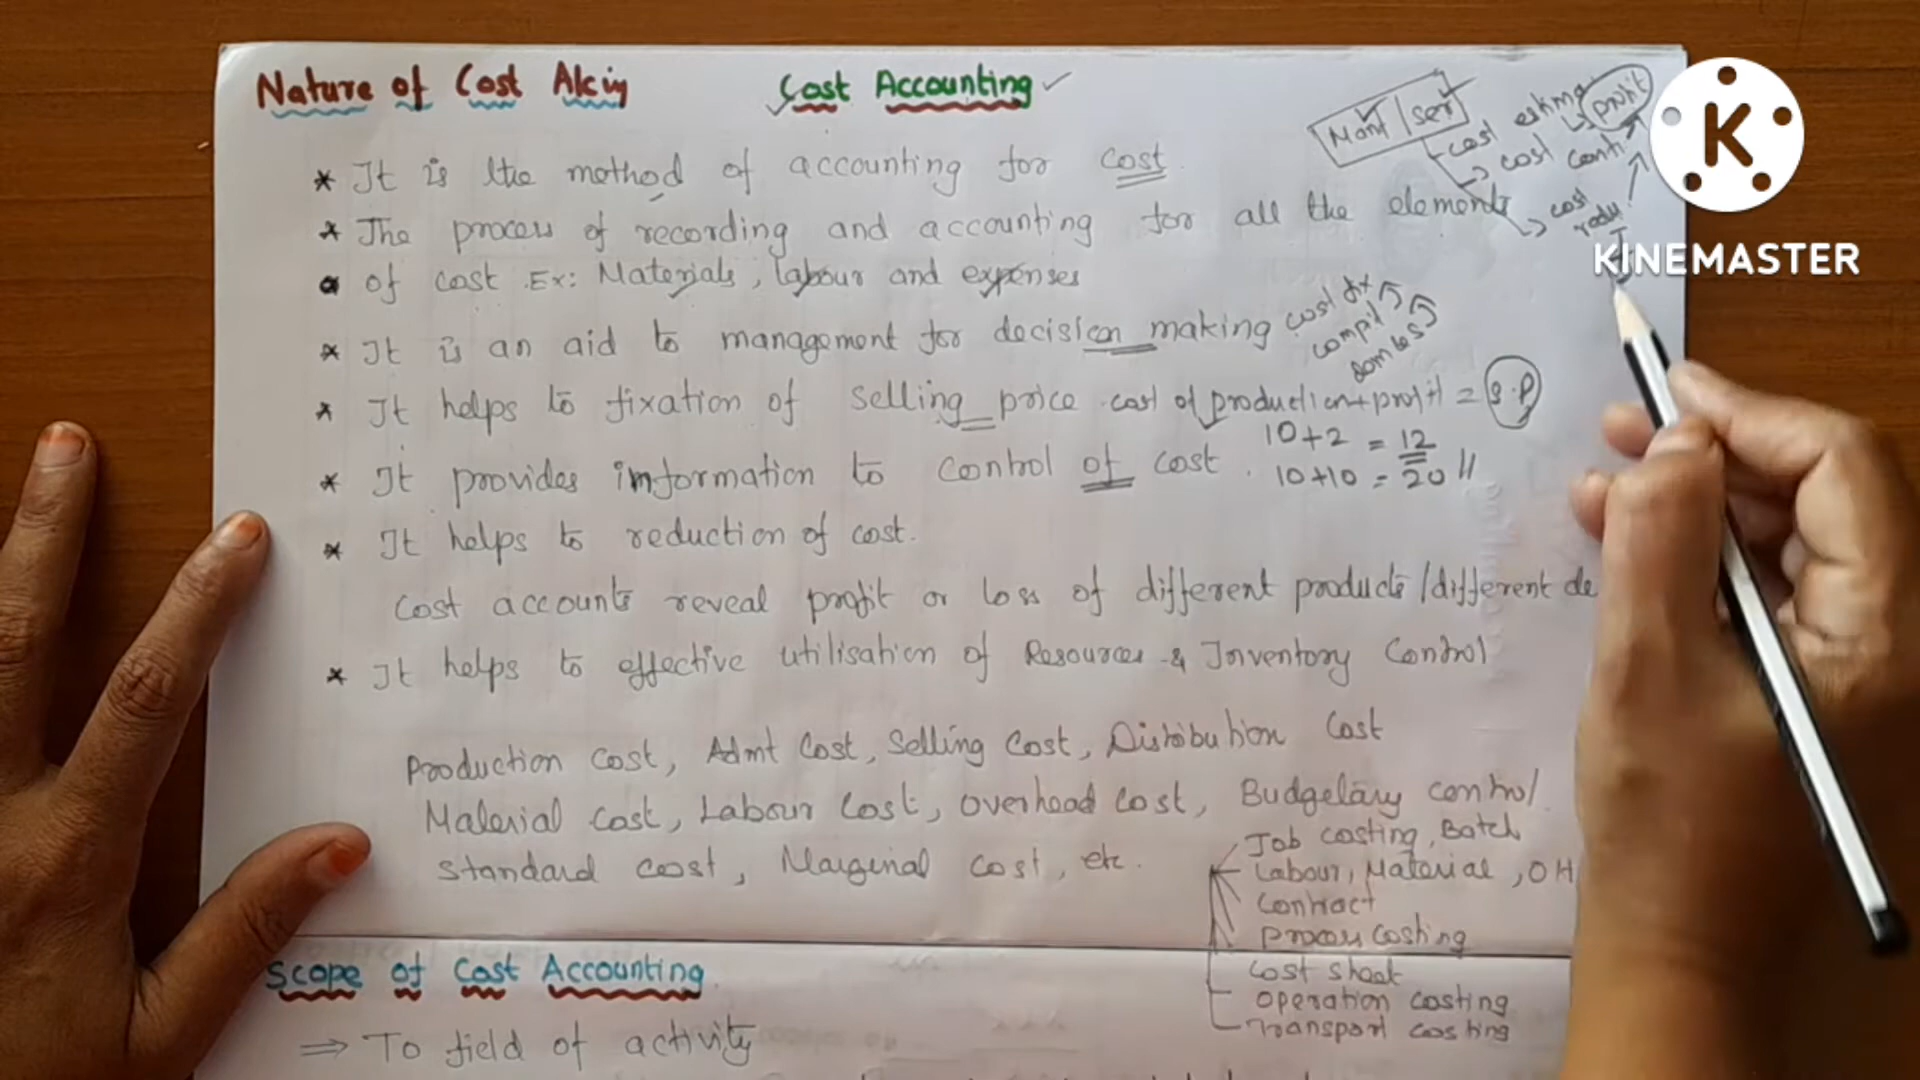 Nature of Cost A/cig
Cost Accounting
Manf | ser
cost estima
profit
cost cont
cost redu
* It is the method of accounting for cost.
* The process of recording and accounting for all the elements
of cost. Ex: Materials, labour and expenses
* It is an aid to management for decision making
* It helps to fixation of selling price. cost of production + profit = S.P
10+2 = 12
10+10 = 20
* It provides information to control of cost.
* It helps to reduction of cost.
cost accounts reveal profit or loss of different products/different de
* It helps to effective utilisation of Resources & Inventory Control
Production cost, Admt Cost, Selling Cost, Distribution Cost
Material Cost, Labour Cost, Overhead cost, Budgetary control.
standard cost, Marginal cost, etc.
Job costing, Batch
Labour, Material, OH
Contract
Process Costing
Cost sheet
Operation costing
Transport costing
Scope of Cost Accounting
⇒ To field of activity
K
KINEMASTER